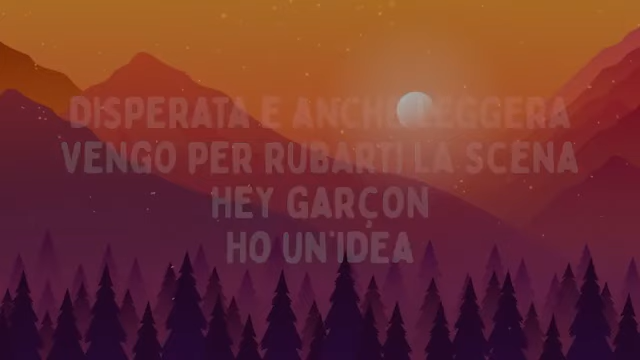 DISPERATA E ANCHE LEGGERA
VENGO PER RUBARTI LA SCENA
HEY GARÇON
HO UN'IDEA